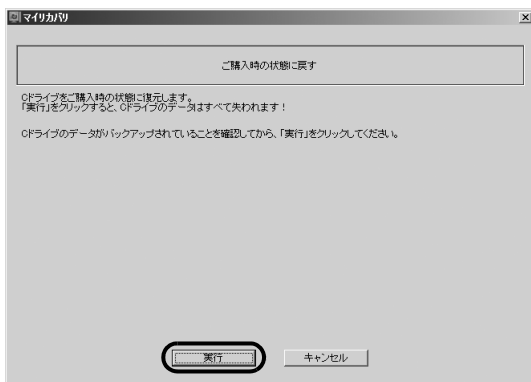 マイリカバリ
ご購入時の状態に戻す
Cドライブをご購入時の状態に復元します。
「実行」をクリックすると、Cドライブのデータはすべて失われます！
Cドライブのデータがバックアップされていることを確認してから、「実行」をクリックしてください。
実行
キャンセル